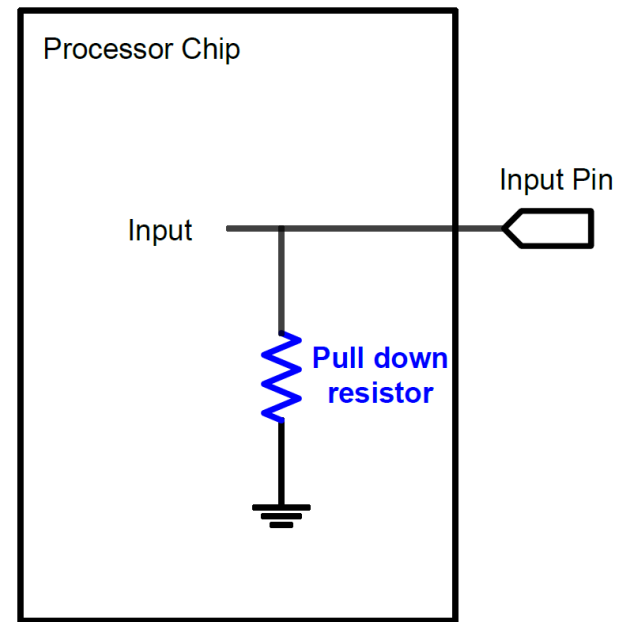 Processor Chip
Input Pin
Input
Pull down
resistor